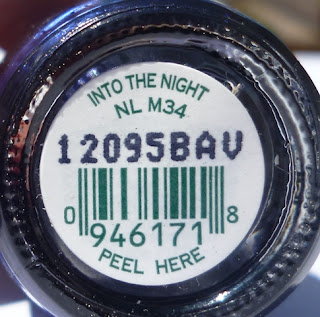 INTO THE NIGHT
NL M34
12095BAV
0 946171 8
PEEL HERE